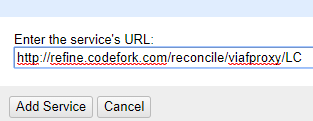 Enter the service's URL:
http://refine.codefork.com/reconcile/viafproxy/LC
Add Service
Cancel